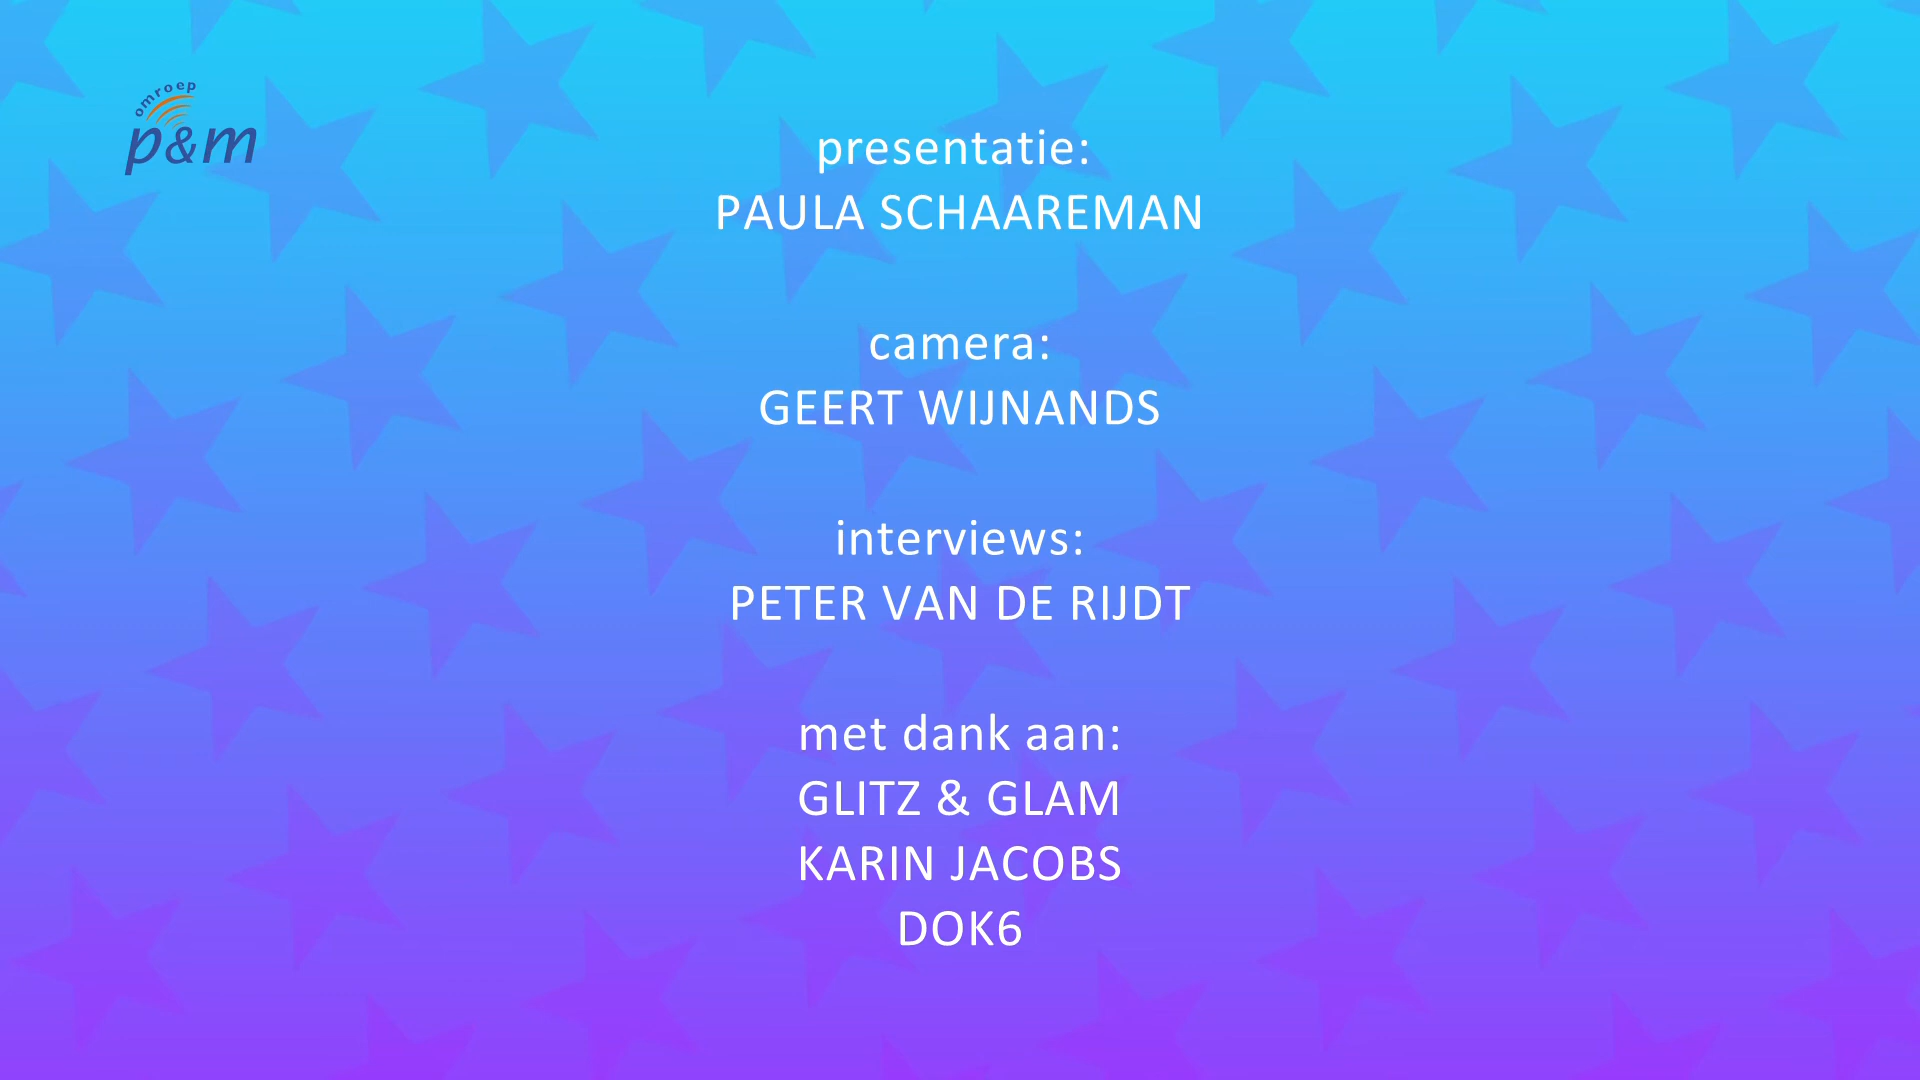 omroep
p&m
presentatie:
PAULA SCHAAREMAN
camera:
GEERT WIJNANDS
interviews:
PETER VAN DE RIJDT
met dank aan:
GLITZ & GLAM
KARIN JACOBS
DOK6